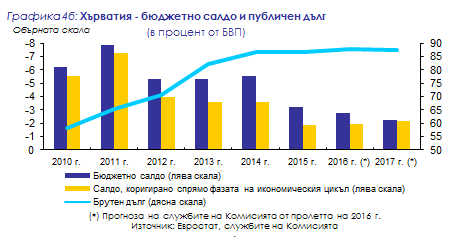 Графика 4б: Хърватия - бюджетно салдо и публичен дълг
Обърната скала
(в процент от БВП)
-8
-7
-6
-5
-4
-3
-2
-1
0
90
85
80
75
70
65
60
55
50
2010 г. 2011 г. 2012 г. 2013 г. 2014 г. 2015 г. 2016 г. (*) 2017 г. (*)
Бюджетно салдо (лява скала)
Салдо, коригирано спрямо фазата на икономическия цикъл (лява скала)
Брутен дълг (дясна скала)
(*) Прогноза на службите на Комисията от пролетта на 2016 г.
Източник: Евростат, службите на Комисията